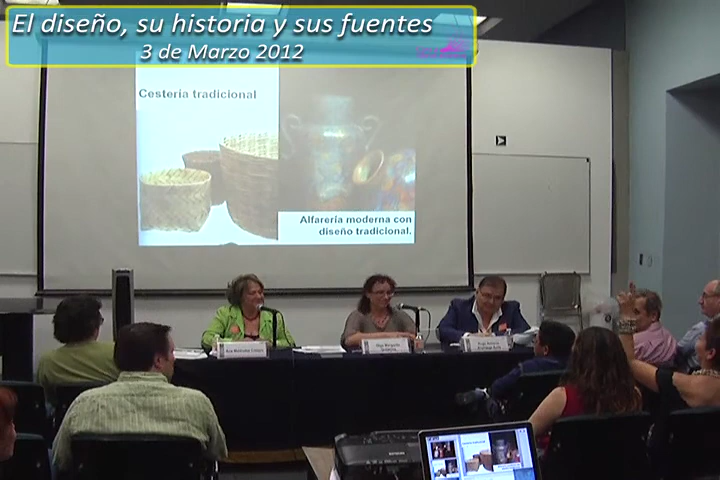 El diseño, su historia y sus fuentes
3 de Marzo 2012
Cestería tradicional
Alfarería moderna con
diseño tradicional.